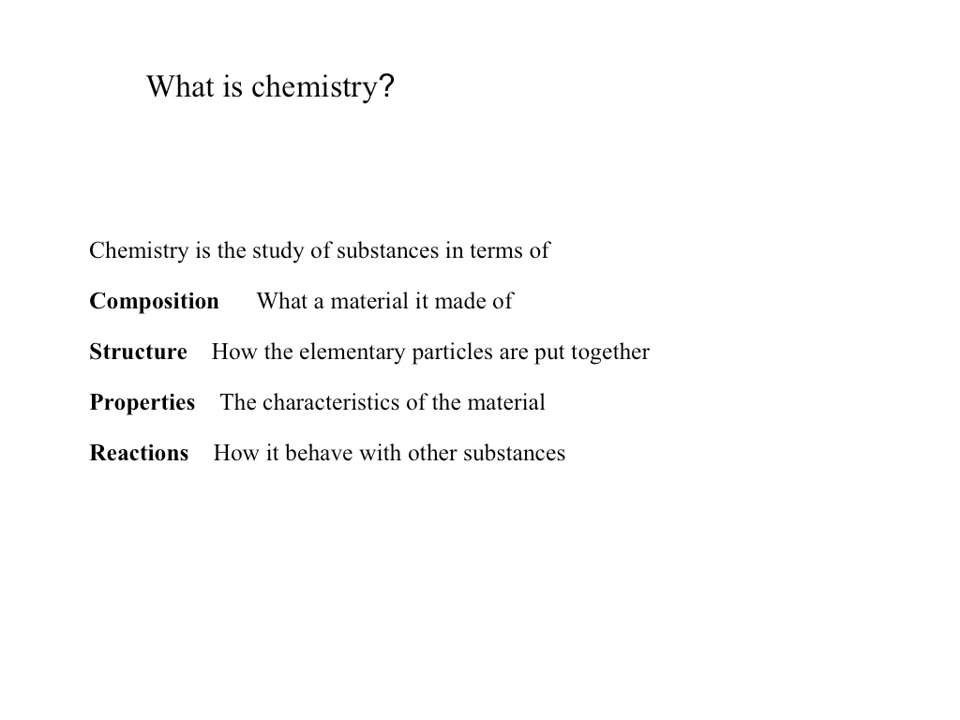 What is chemistry?
Chemistry is the study of substances in terms of
Composition What a material it made of
Structure How the elementary particles are put together
Properties The characteristics of the material
Reactions How it behave with other substances